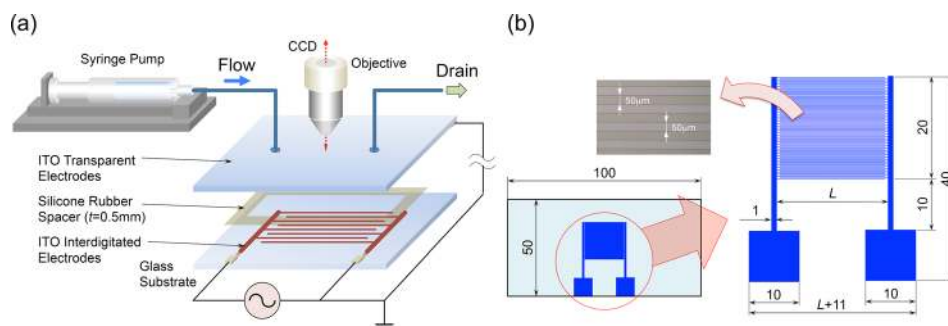 (a)
CCD
Syringe Pump
Flow
Objective
Drain
ITO Transparent
Electrodes
Silicone Rubber
Spacer (t=0.5mm)
ITO Interdigitated
Electrodes
Glass
Substrate
(b)
50μm
50μm
100
50
20
L
1
10
40
10
10
L+11